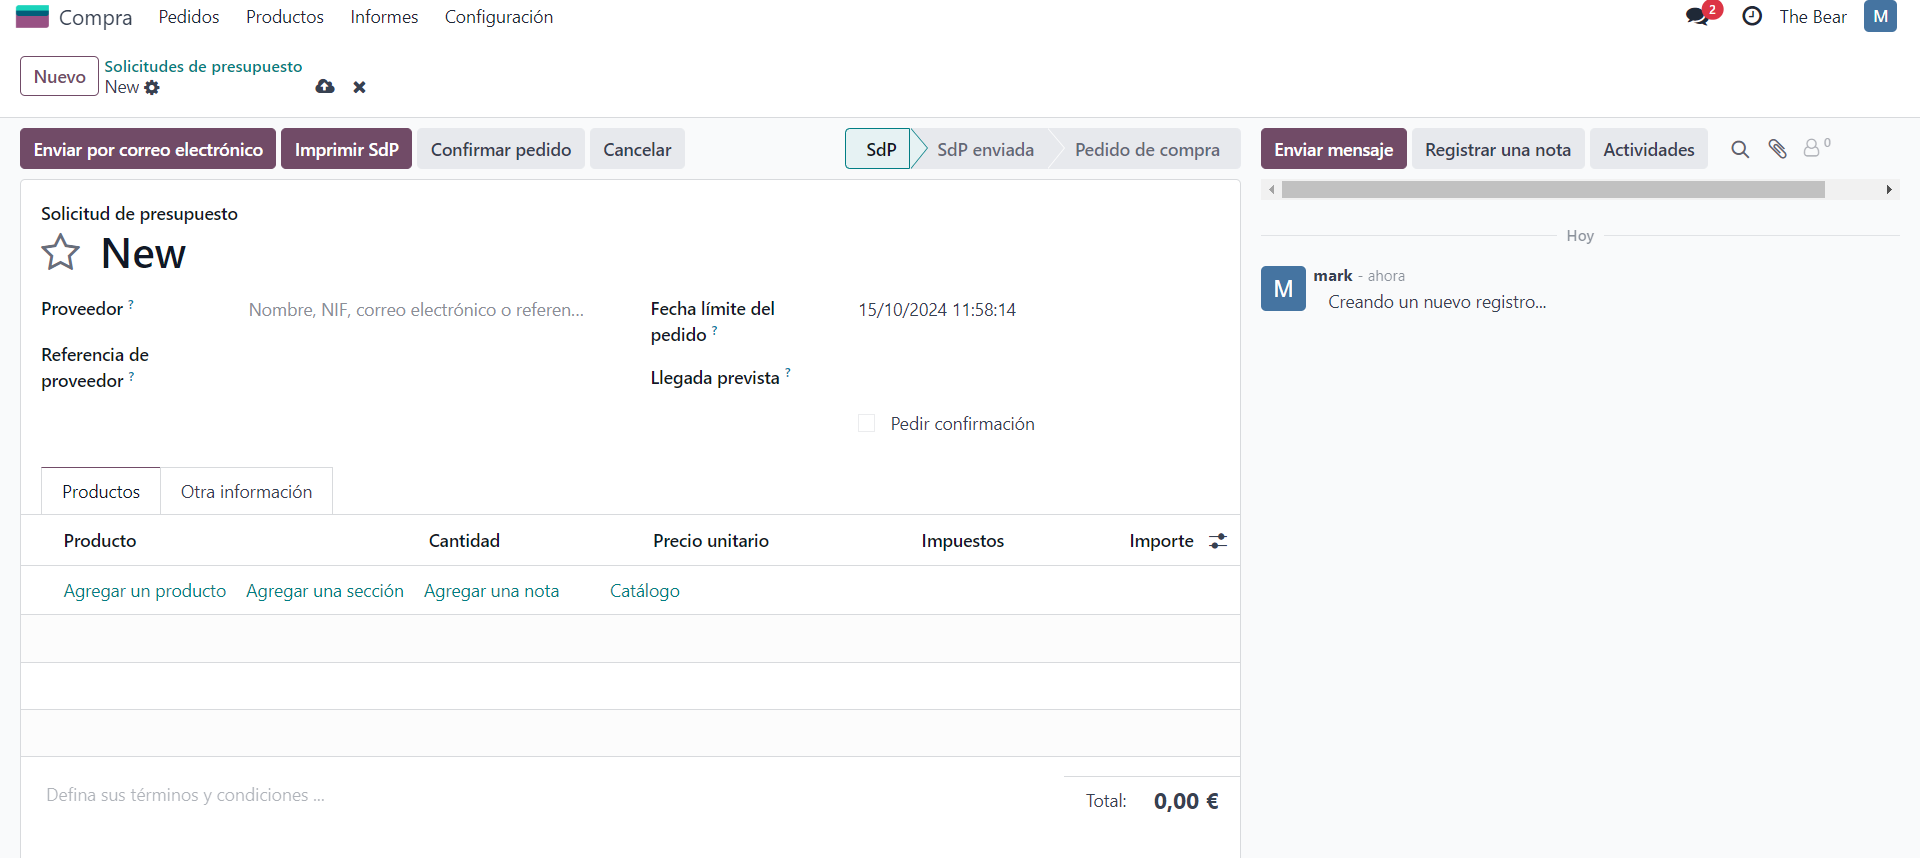 Compra Pedidos Productos Informes Configuración 2 The Bear M
Nuevo
Solicitudes de presupuesto
New
Enviar por correo electrónico Imprimir SdP Confirmar pedido Cancelar SdP SdP enviada Pedido de compra
Enviar mensaje Registrar una nota Actividades 0
Solicitud de presupuesto
New
Proveedor ? Nombre, NIF, correo electrónico o referen...
Referencia de
proveedor ?
Fecha límite del
pedido ?
15/10/2024 11:58:14
Llegada prevista ?
Pedir confirmación
Productos Otra información
Producto Cantidad Precio unitario Impuestos Importe
Agregar un producto Agregar una sección Agregar una nota Catálogo
Defina sus términos y condiciones ...
Total: 0,00 €
Hoy
M
mark - ahora
Creando un nuevo registro...